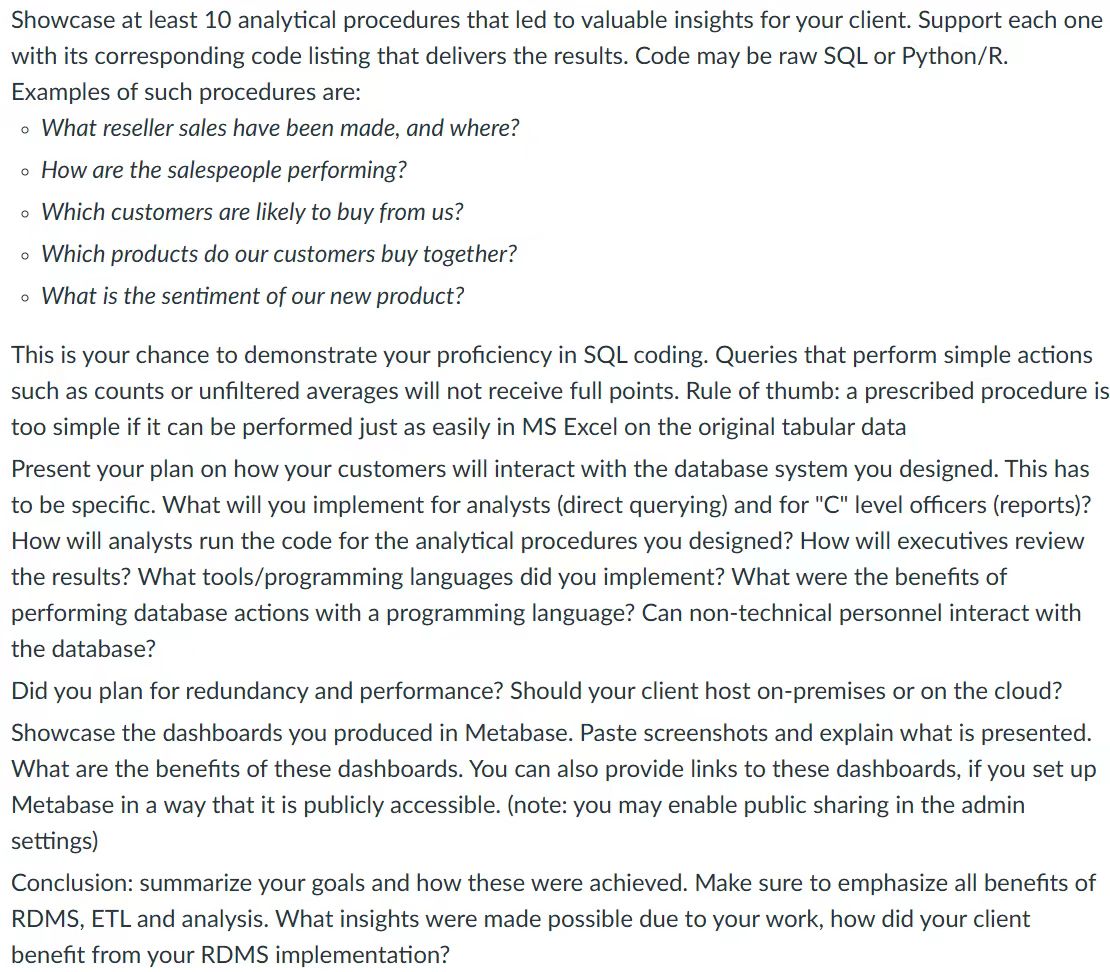 Showcase at least 10 analytical procedures that led to valuable insights for your client. Support each one
with its corresponding code listing that delivers the results. Code may be raw SQL or Python/R.
Examples of such procedures are:
◦ What reseller sales have been made, and where?
◦ How are the salespeople performing?
◦ Which customers are likely to buy from us?
◦ Which products do our customers buy together?
◦ What is the sentiment of our new product?
This is your chance to demonstrate your proficiency in SQL coding. Queries that perform simple actions
such as counts or unfiltered averages will not receive full points. Rule of thumb: a prescribed procedure is
too simple if it can be performed just as easily in MS Excel on the original tabular data
Present your plan on how your customers will interact with the database system you designed. This has
to be specific. What will you implement for analysts (direct querying) and for "C" level officers (reports)?
How will analysts run the code for the analytical procedures you designed? How will executives review
the results? What tools/programming languages did you implement? What were the benefits of
performing database actions with a programming language? Can non-technical personnel interact with
the database?
Did you plan for redundancy and performance? Should your client host on-premises or on the cloud?
Showcase the dashboards you produced in Metabase. Paste screenshots and explain what is presented.
What are the benefits of these dashboards. You can also provide links to these dashboards, if you set up
Metabase in a way that it is publicly accessible. (note: you may enable public sharing in the admin
settings)
Conclusion: summarize your goals and how these were achieved. Make sure to emphasize all benefits of
RDMS, ETL and analysis. What insights were made possible due to your work, how did your client
benefit from your RDMS implementation?